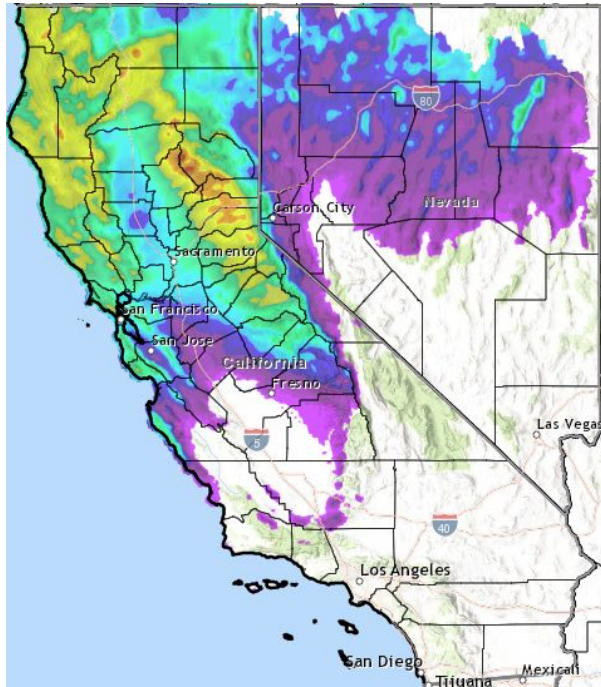 80
Nevada
Carson City
Sacramento
San Francisco
San Jose
California
Fresno
Las Vegas
5
40
Los Angeles
San Diego
Tijuana
Mexicali